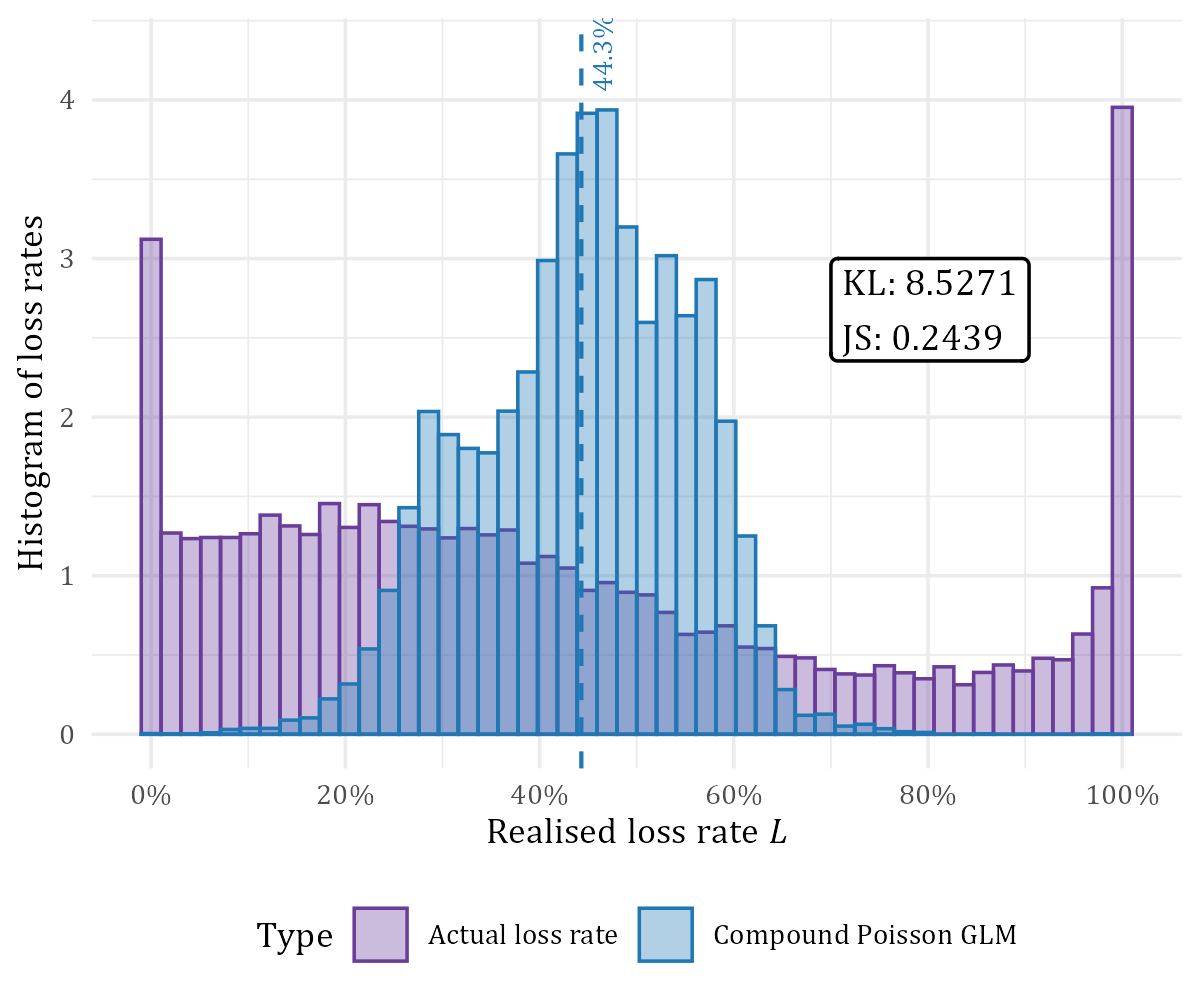 44.3%
4
3
2
1
0
Histogram of loss rates
KL: 8.5271
JS: 0.2439
0% 20% 40% 60% 80% 100%
Realised loss rate L
Type Actual loss rate Compound Poisson GLM